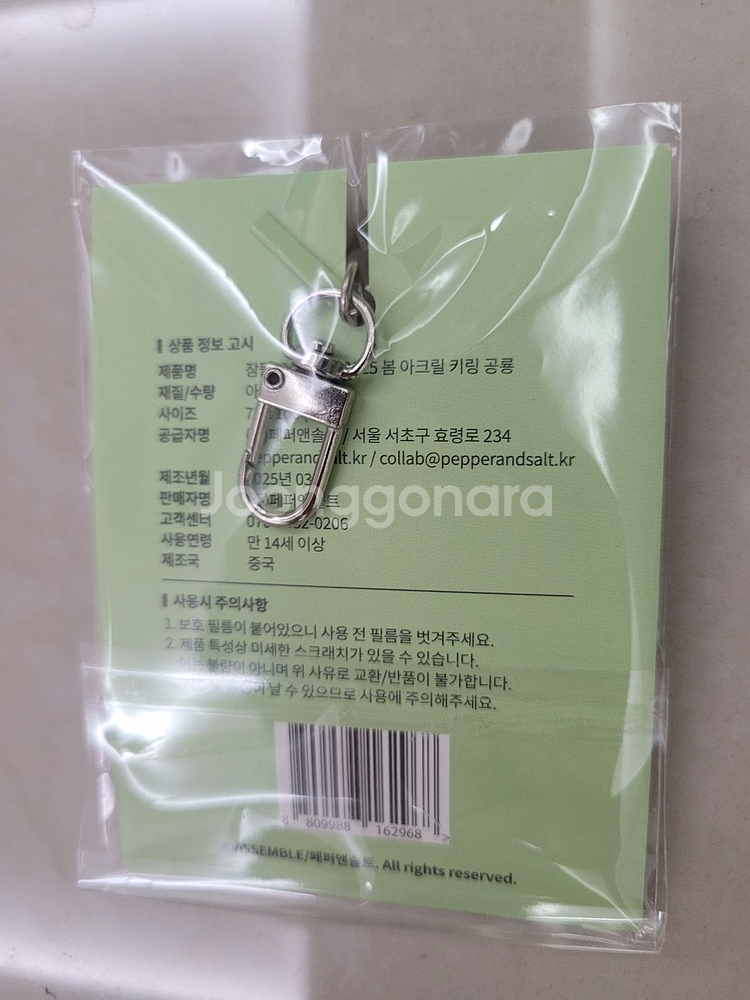 상품 정보 고시
제품명 봄 아크릴 키링 공룡
재질/수량
사이즈
공급자명 / 서울 서초구 효령로 234
.kr / collab@pepperandsalt.kr
제조년월
판매자명
고객센터 -0206
사용연령 만 14세 이상
제조국 중국
사용시 주의사항
1. 보호 필름이 붙어있으니 사용 전 필름을 벗겨주세요.
2. 제품 특성상 미세한 스크래치가 있을 수 있습니다.
불량이 아니며 위 사유로 교환/반품이 불가합니다.
날 수 있으므로 사용에 주의해주세요.
8 809988 162968 >
©ASSEMBLE/페퍼앤솔트. All rights reserved.
Joonggonara